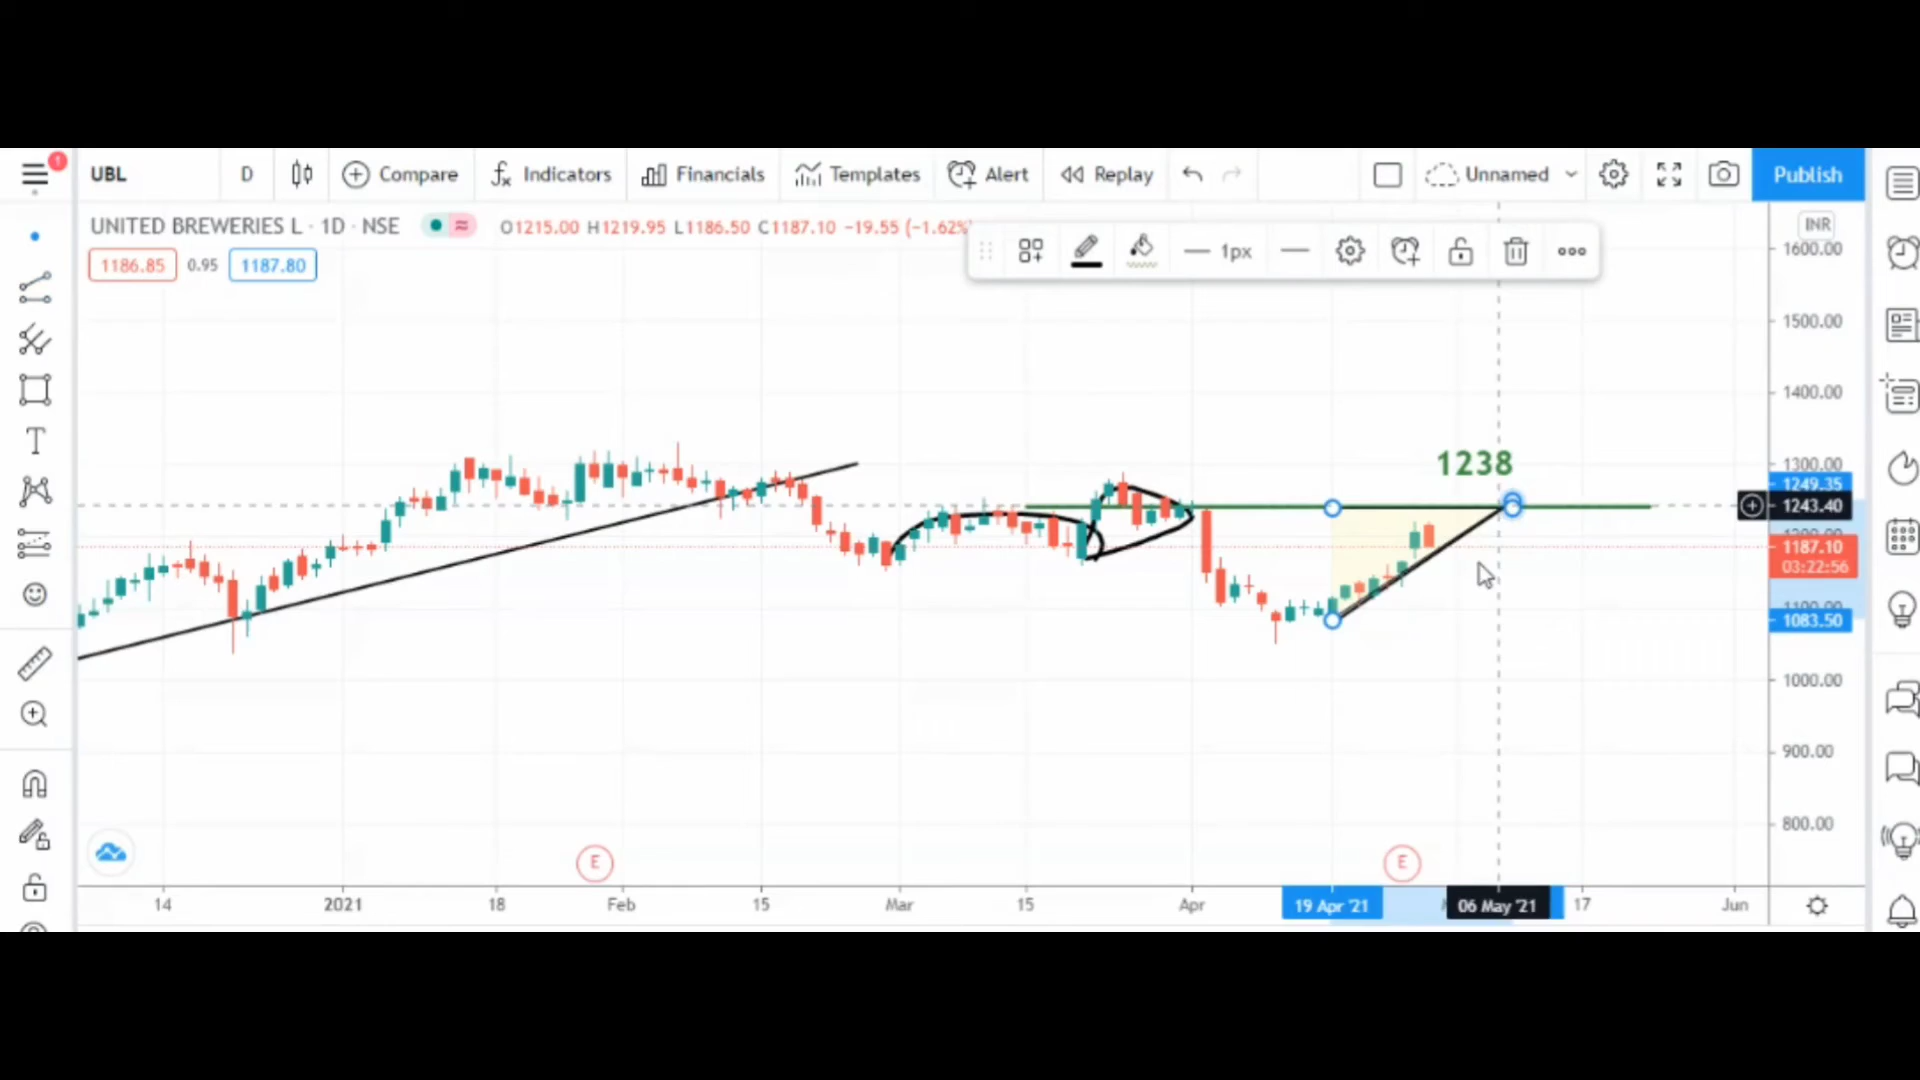 1
UBL D Compare Indicators Financials Templates Alert Replay Unnamed Publish
UNITED BREWERIES L · 1D · NSE O1215.00 H1219.95 L1186.50 C1187.10 −19.55 (−1.62%)
INR
1186.85 0.95 1187.80
1px
1600.00
1500.00
1400.00
1300.00
1238
1249.35
1243.40
1187.10
03:22:56
1083.50
1000.00
900.00
800.00
E E
14 2021 18 Feb 15 Mar 15 Apr 19 Apr '21 06 May '21 17 Jun